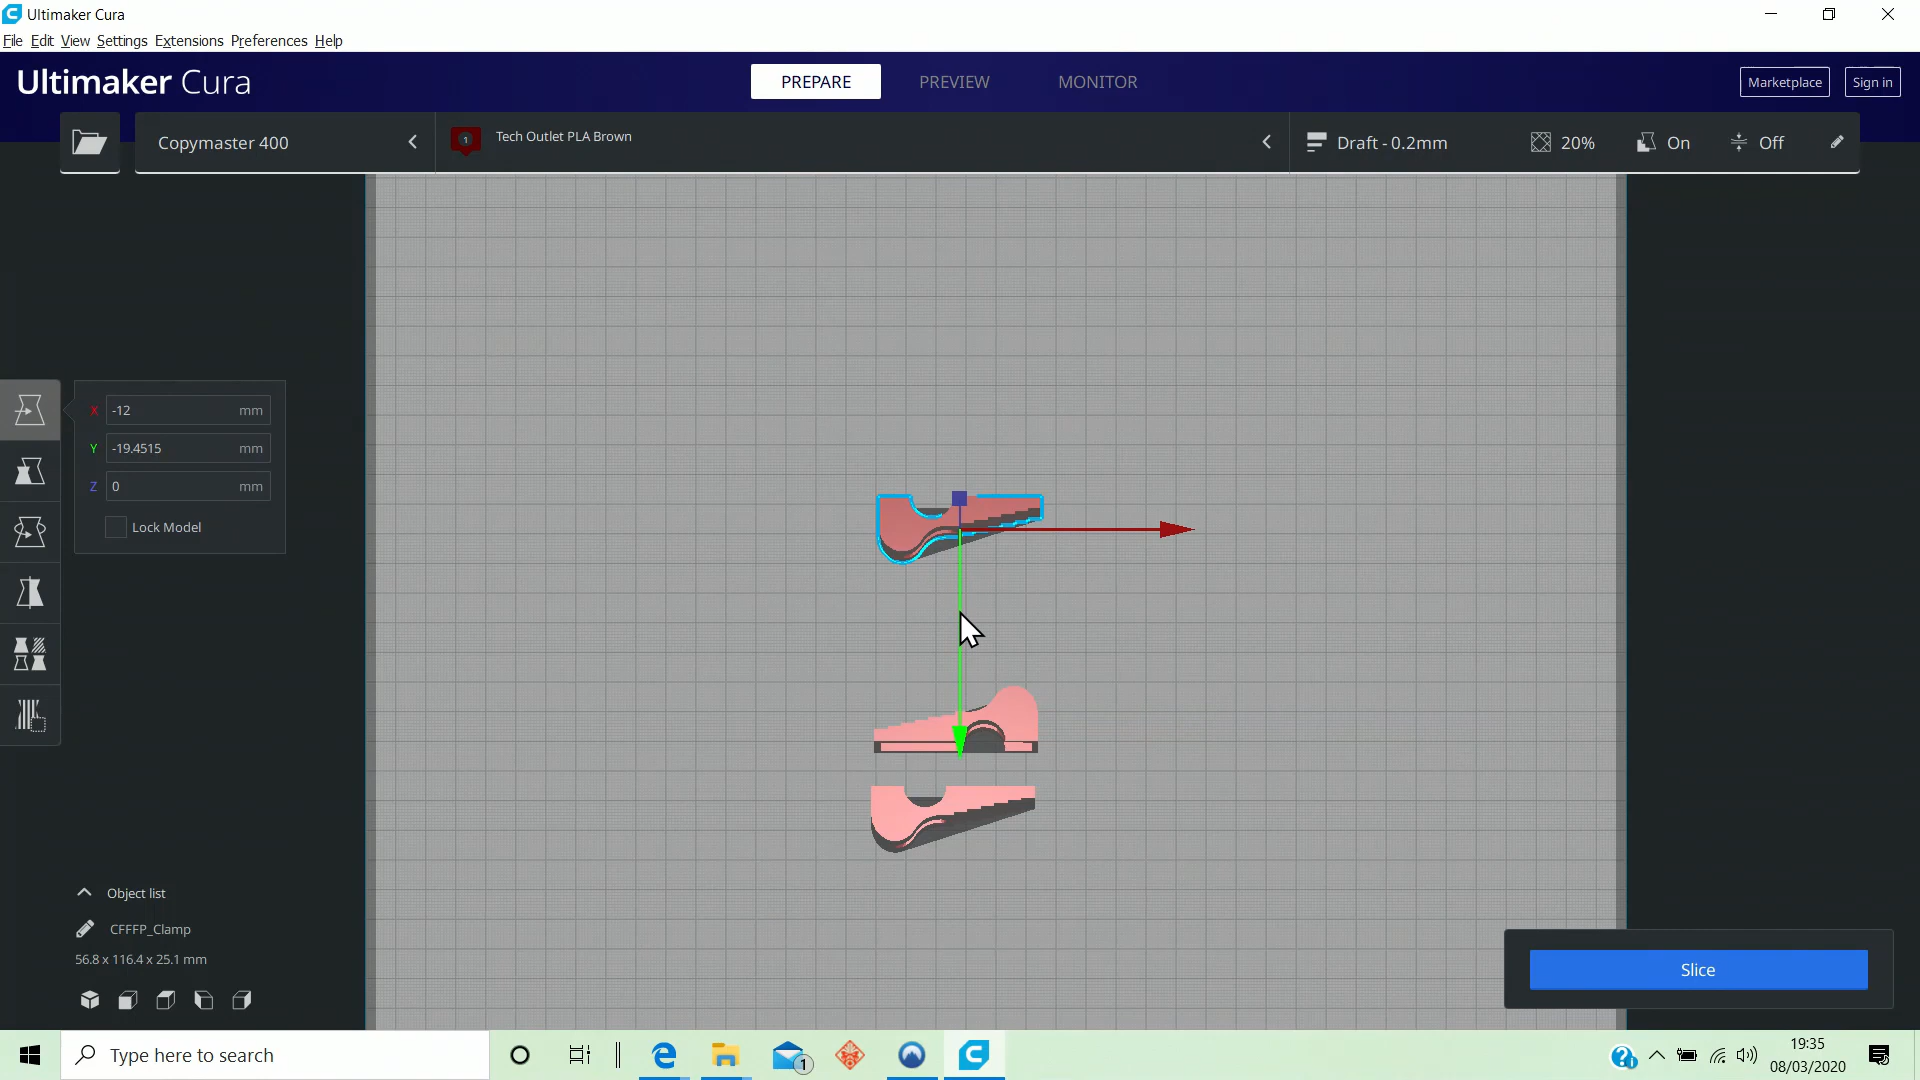 Ultimaker Cura
File Edit View Settings Extensions Preferences Help
Ultimaker Cura
PREPARE
PREVIEW
MONITOR
Marketplace
Sign in
Copymaster 400
1
Tech Outlet PLA Brown
Draft - 0.2mm
20%
On
Off
X -12 mm
Y -19.4515 mm
Z 0 mm
Lock Model
Object list
CFFFP_Clamp
56.8 x 116.4 x 25.1 mm
Slice
Type here to search
1
19:35
08/03/2020